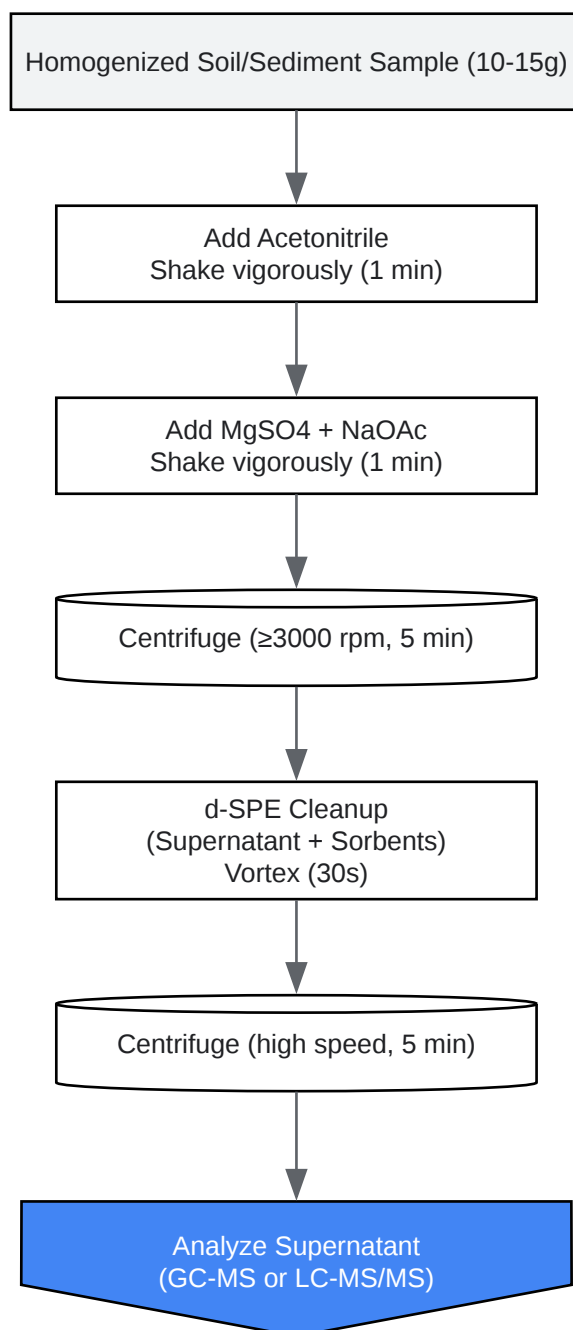 Homogenized Soil/Sediment Sample (10-15g)
Add Acetonitrile
Shake vigorously (1 min)
Add MgSO4 + NaOAc
Shake vigorously (1 min)
Centrifuge (≥3000 rpm, 5 min)
d-SPE Cleanup
(Supernatant + Sorbents)
Vortex (30s)
Centrifuge (high speed, 5 min)
Analyze Supernatant
(GC-MS or LC-MS/MS)